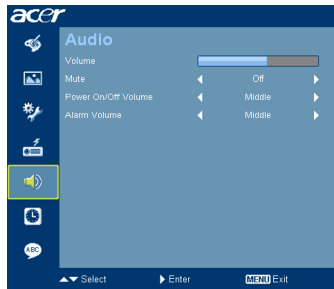 acer
Audio
Volume
Mute Off
Power On/Off Volume Middle
Alarm Volume Middle
ABC
Select Enter MENU Exit